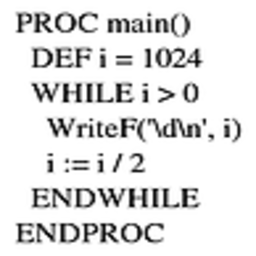 PROC main()
DEF i = 1024
WHILE i > 0
WriteF('\d\n', i)
i := i / 2
ENDWHILE
ENDPROC